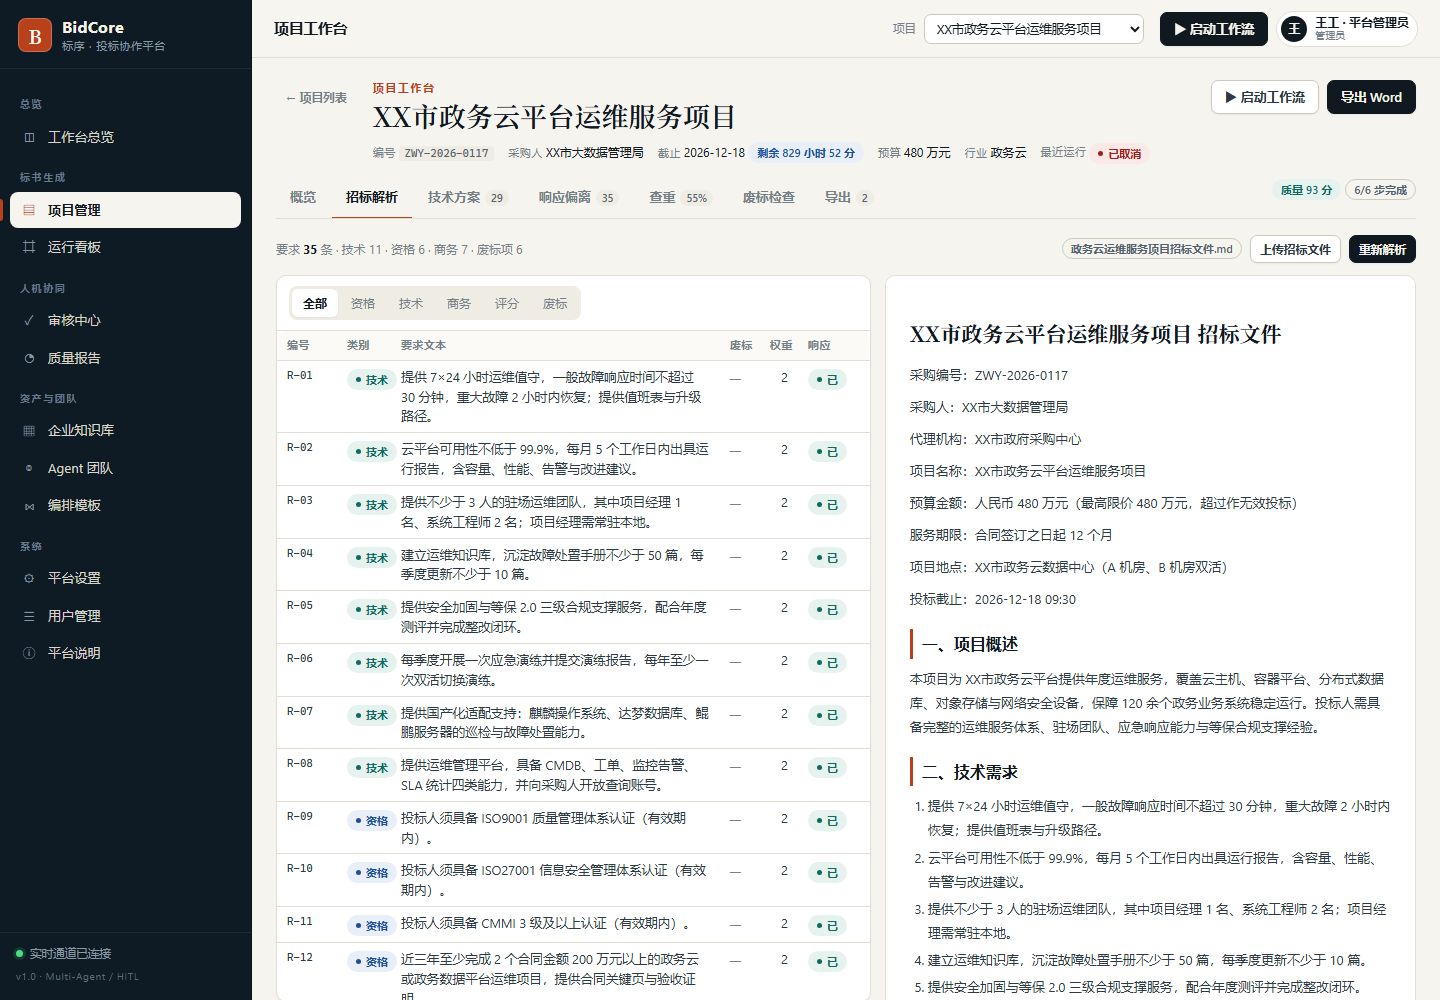 B
BidCore
标序 · 投标协作平台
总览
工作台总览
标书生成
项目管理
运行看板
人机协同
审核中心
质量报告
资产与团队
企业知识库
Agent 团队
编排模板
系统
平台设置
用户管理
平台说明
实时通道已连接
v1.0 · Multi-Agent / HITL
项目工作台
项目
XX市政务云平台运维服务项目
▶ 启动工作流
王
王工 · 平台管理员
管理员
← 项目列表
项目工作台
XX市政务云平台运维服务项目
编号 ZWY-2026-0117 采购人 XX市大数据管理局 截止 2026-12-18 剩余 829 小时 52 分 预算 480 万元 行业 政务云 最近运行 已取消
▶ 启动工作流
导出 Word
概览
招标解析
技术方案 29
响应偏离 35
查重 55%
废标检查
导出 2
质量 93 分
6/6 步完成
要求 35 条 · 技术 11 · 资格 6 · 商务 7 · 废标项 6
政务云运维服务项目招标文件.md
上传招标文件
重新解析
全部 资格 技术 商务 评分 废标
编号 类别 要求文本 废标 权重 响应
R-01 技术 提供 7×24 小时运维值守，一般故障响应时间不超过 — 2 已
30 分钟，重大故障 2 小时内恢复；提供值班表与升级
路径。
R-02 技术 云平台可用性不低于 99.9%，每月 5 个工作日内出具运 — 2 已
行报告，含容量、性能、告警与改进建议。
R-03 技术 提供不少于 3 人的驻场运维团队，其中项目经理 1 — 2 已
名、系统工程师 2 名；项目经理需常驻本地。
R-04 技术 建立运维知识库，沉淀故障处置手册不少于 50 篇，每 — 2 已
季度更新不少于 10 篇。
R-05 技术 提供安全加固与等保 2.0 三级合规支撑服务，配合年度 — 2 已
测评并完成整改闭环。
R-06 技术 每季度开展一次应急演练并提交演练报告，每年至少一 — 2 已
次双活切换演练。
R-07 技术 提供国产化适配支持：麒麟操作系统、达梦数据库、鲲 — 2 已
鹏服务器的巡检与故障处置能力。
R-08 技术 提供运维管理平台，具备 CMDB、工单、监控告警、 — 2 已
SLA 统计四类能力，并向采购人开放查询账号。
R-09 资格 投标人须具备 ISO9001 质量管理体系认证（有效期 — 2 已
内）。
R-10 资格 投标人须具备 ISO27001 信息安全管理体系认证（有效 — 2 已
期内）。
R-11 资格 投标人须具备 CMMI 3 级及以上认证（有效期内）。 — 2 已
R-12 资格 近三年至少完成 2 个合同金额 200 万元以上的政务云 — 2 已
或政务数据平台运维项目，提供合同关键页与验收证
明
XX市政务云平台运维服务项目 招标文件
采购编号：ZWY-2026-0117
采购人：XX市大数据管理局
代理机构：XX市政府采购中心
项目名称：XX市政务云平台运维服务项目
预算金额：人民币 480 万元（最高限价 480 万元，超过作无效投标）
服务期限：合同签订之日起 12 个月
项目地点：XX市政务云数据中心（A 机房、B 机房双活）
投标截止：2026-12-18 09:30
一、项目概述
本项目为 XX市政务云平台提供年度运维服务，覆盖云主机、容器平台、分布式数据
库、对象存储与网络安全设备，保障 120 余个政务业务系统稳定运行。投标人需具
备完整的运维服务体系、驻场团队、应急响应能力与等保合规支撑经验。
二、技术需求
1. 提供 7×24 小时运维值守，一般故障响应时间不超过 30 分钟，重大故障 2 小时内
恢复；提供值班表与升级路径。
2. 云平台可用性不低于 99.9%，每月 5 个工作日内出具运行报告，含容量、性能、
告警与改进建议。
3. 提供不少于 3 人的驻场运维团队，其中项目经理 1 名、系统工程师 2 名；项目经
理需常驻本地。
4. 建立运维知识库，沉淀故障处置手册不少于 50 篇，每季度更新不少于 10 篇。
5. 提供安全加固与等保 2.0 三级合规支撑服务，配合年度测评并完成整改闭环。